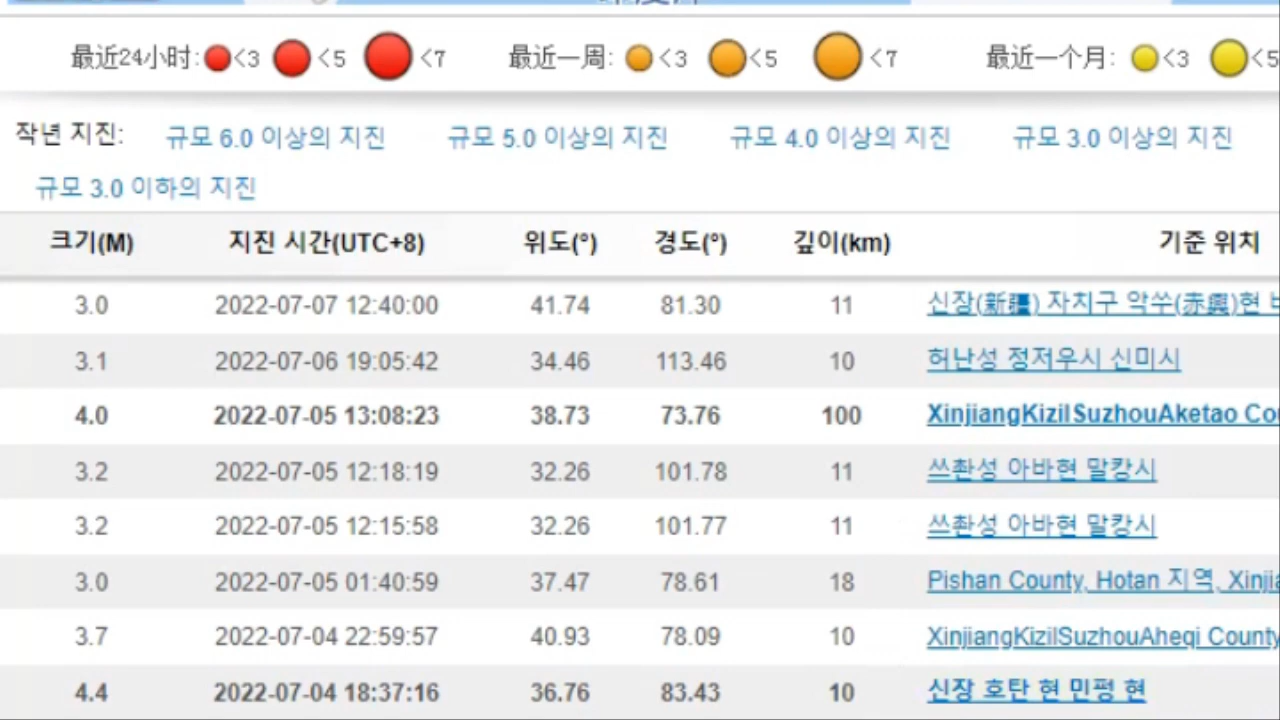 最近24小时: <3 <5 <7 最近一周: <3 <5 <7 最近一个月: <3 <5
작년 지진: 규모 6.0 이상의 지진 규모 5.0 이상의 지진 규모 4.0 이상의 지진 규모 3.0 이상의 지진
규모 3.0 이하의 지진
크기(M) 지진 시간(UTC+8) 위도(°) 경도(°) 깊이(km) 기준 위치
3.0 2022-07-07 12:40:00 41.74 81.30 11 신장(新疆) 자치구 악쑤(赤興)현
3.1 2022-07-06 19:05:42 34.46 113.46 10 허난성 정저우시 신미시
4.0 2022-07-05 13:08:23 38.73 73.76 100 XinjiangKizilSuzhouAketao Co
3.2 2022-07-05 12:18:19 32.26 101.78 11 쓰촨성 아바현 말캉시
3.2 2022-07-05 12:15:58 32.26 101.77 11 쓰촨성 아바현 말캉시
3.0 2022-07-05 01:40:59 37.47 78.61 18 Pishan County, Hotan 지역, Xinjia
3.7 2022-07-04 22:59:57 40.93 78.09 10 XinjiangKizilSuzhouAheqi County
4.4 2022-07-04 18:37:16 36.76 83.43 10 신장 호탄 현 민펑 현